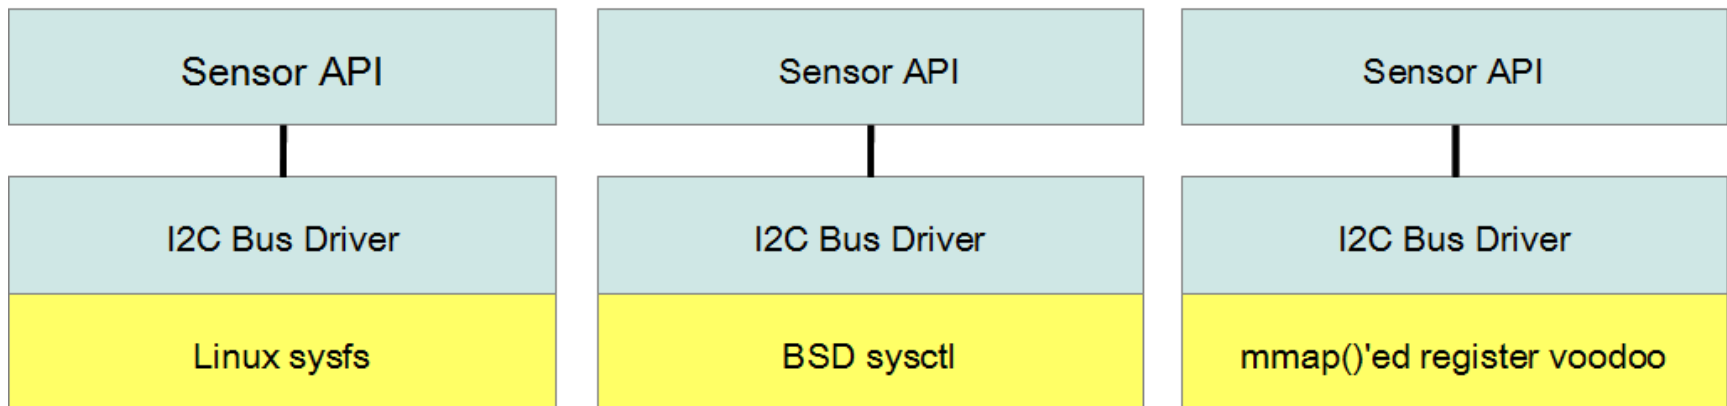 Sensor API
Sensor API
Sensor API
I2C Bus Driver
I2C Bus Driver
I2C Bus Driver
Linux sysfs
BSD sysctl
mmap()'ed register voodoo